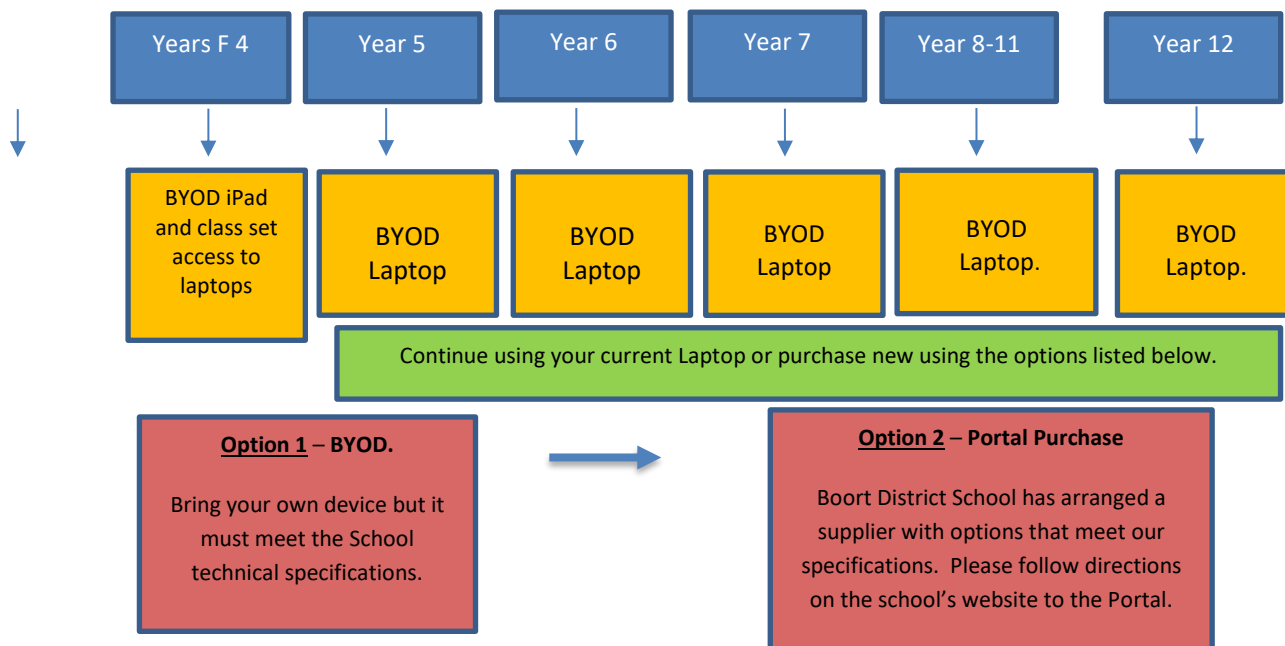 Years F 4
Year 5
Year 6
Year 7
Year 8-11
Year 12
BYOD iPad
and class set
access to
laptops
BYOD
Laptop
BYOD
Laptop
BYOD
Laptop
BYOD
Laptop.
BYOD
Laptop.
Continue using your current Laptop or purchase new using the options listed below.
Option 1 – BYOD.
Bring your own device but it
must meet the School
technical specifications.
Option 2 – Portal Purchase
Boort District School has arranged a
supplier with options that meet our
specifications.  Please follow directions
on the school’s website to the Portal.